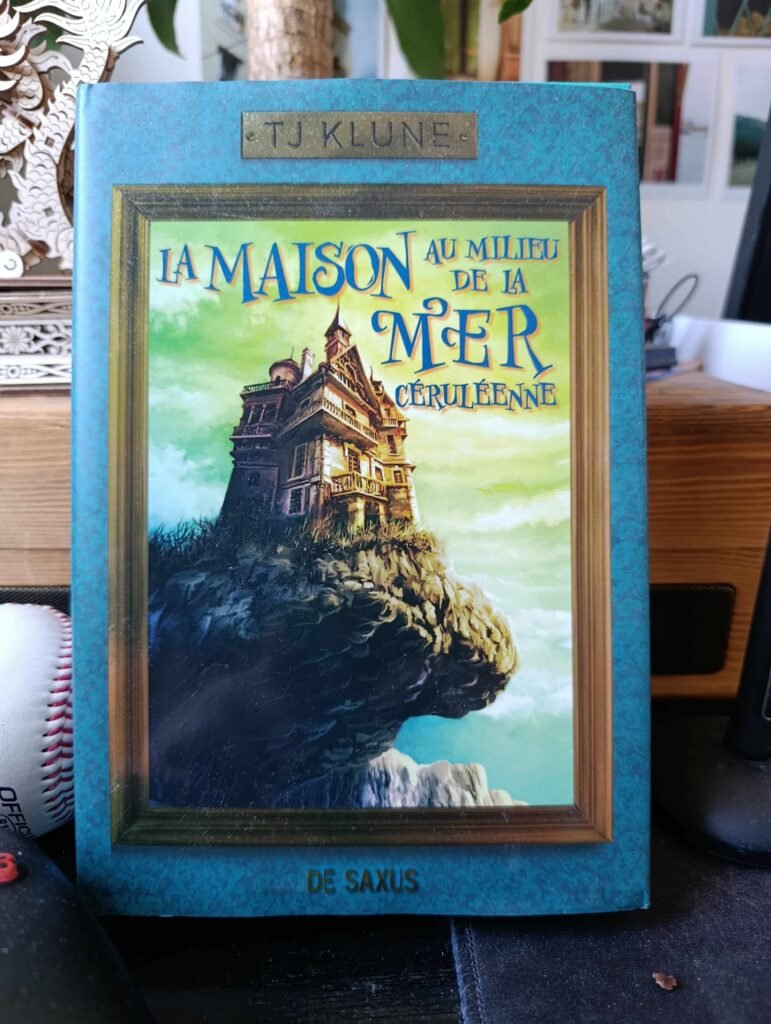 TJ KLUNE
LA MAISON AU MILIEU
DE LA
MER
CÉRULÉENNE
DE SAXUS